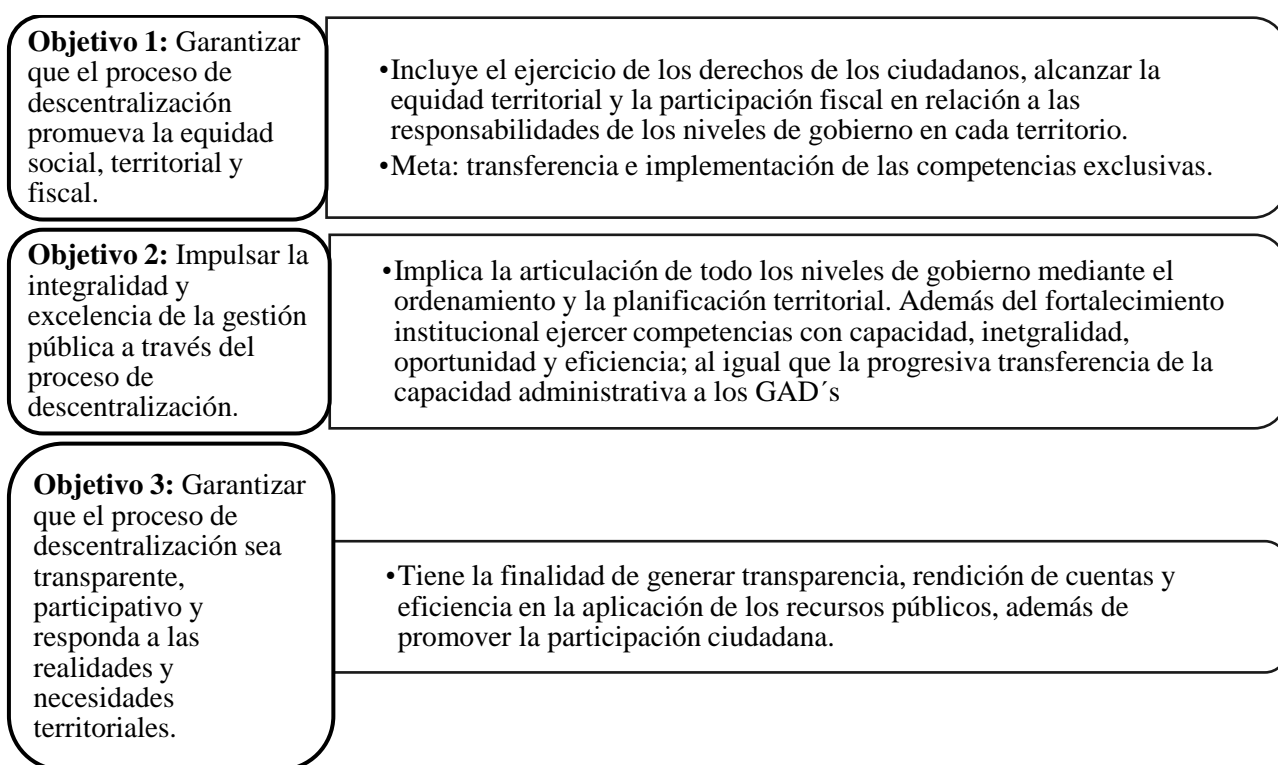 Objetivo 1: Garantizar
que el proceso de
descentralización
promueva la equidad
social, territorial y
fiscal.
•Incluye el ejercicio de los derechos de los ciudadanos, alcanzar la
equidad territorial y la participación fiscal en relación a las
responsabilidades de los niveles de gobierno en cada territorio.
•Meta: transferencia e implementación de las competencias exclusivas.
Objetivo 2: Impulsar la
integralidad y
excelencia de la gestión
pública a través del
proceso de
descentralización.
•Implica la articulación de todo los niveles de gobierno mediante el
ordenamiento y la planificación territorial. Además del fortalecimiento
institucional ejercer competencias con capacidad, inetgralidad,
oportunidad y eficiencia; al igual que la progresiva transferencia de la
capacidad administrativa a los GAD´s
Objetivo 3: Garantizar
que el proceso de
descentralización sea
transparente,
participativo y
responda a las
realidades y
necesidades
territoriales.
•Tiene la finalidad de generar transparencia, rendición de cuentas y
eficiencia en la aplicación de los recursos públicos, además de
promover la participación ciudadana.